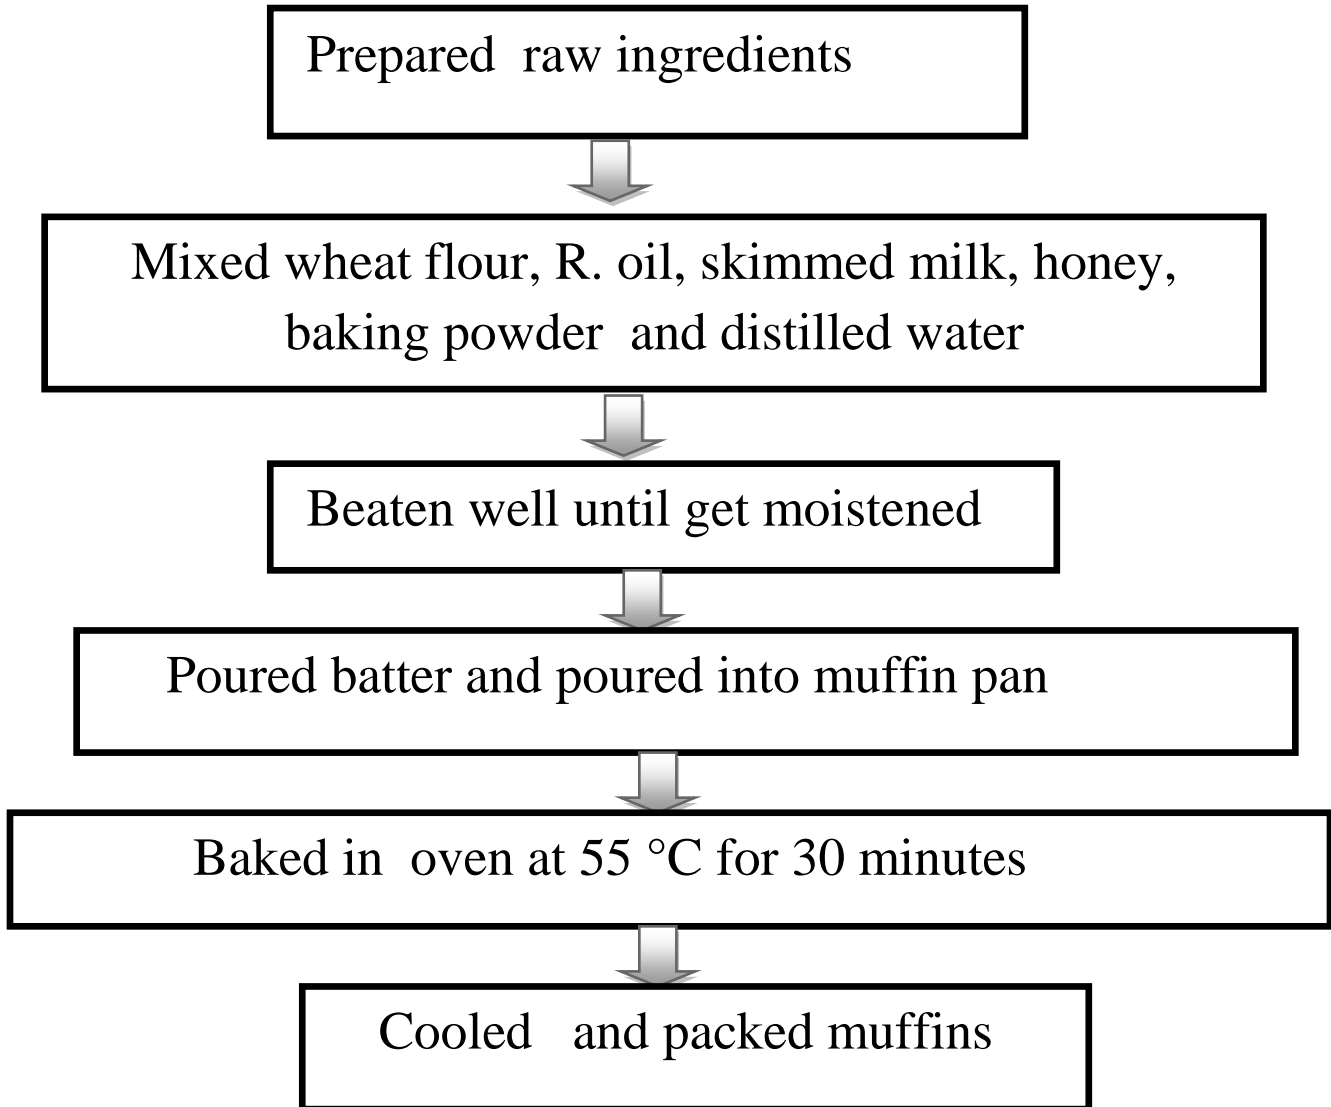 Prepared raw ingredients
Mixed wheat flour, R. oil, skimmed milk, honey,
baking powder and distilled water
Beaten well until get moistened
Poured batter and poured into muffin pan
Baked in oven at 55 °C for 30 minutes
Cooled and packed muffins